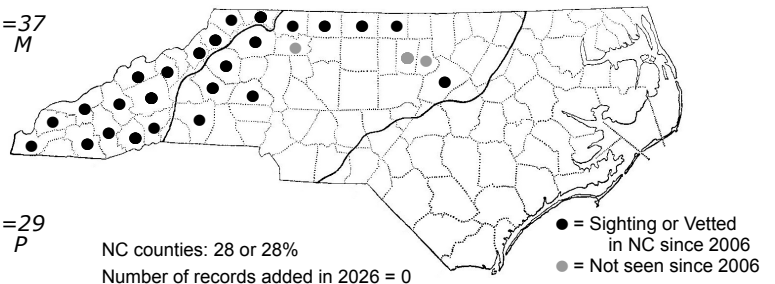 =37
M
=29
P
NC counties: 28 or 28%
Number of records added in 2026 = 0
= Sighting or Vetted
in NC since 2006
= Not seen since 2006